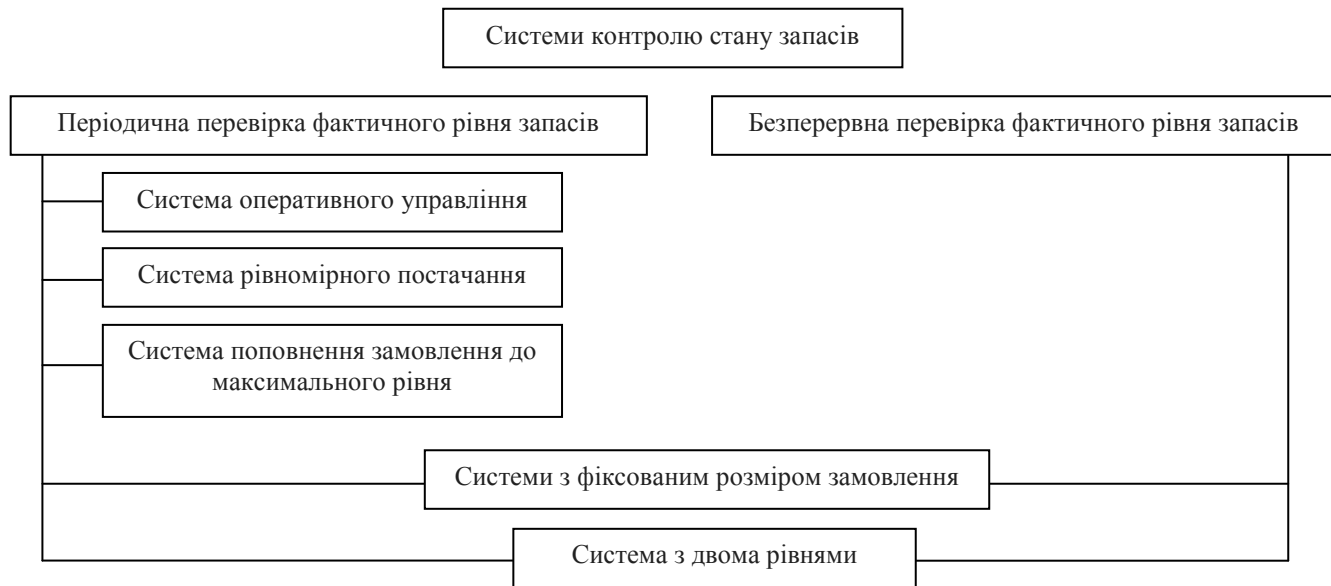 Системи контролю стану запасів
Періодична перевірка фактичного рівня запасів
Безперервна перевірка фактичного рівня запасів
Система оперативного управління
Система рівномірного постачання
Система поповнення замовлення до
максимального рівня
Системи з фіксованим розміром замовлення
Система з двома рівнями